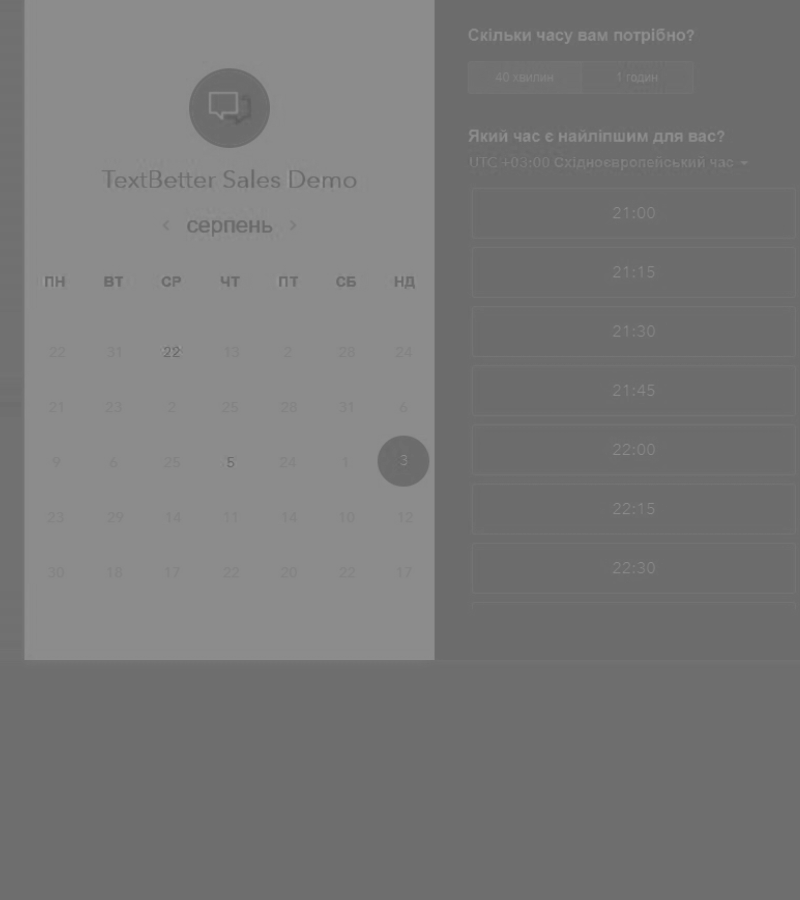 TextBetter Sales Demo
серпень
ПН ВТ СР ЧТ ПТ СБ НД
22 31 22 13 2 28 24
21 23 2 25 28 31 6
9 6 25 5 24 1 3
23 29 14 11 14 10 12
30 18 17 22 20 22 17
Скільки часу вам потрібно?
40 хвилин 1 годин
Який час є найліпшим для вас?
UTC +03:00 Східноєвропейський час
21:00
21:15
21:30
21:45
22:00
22:15
22:30